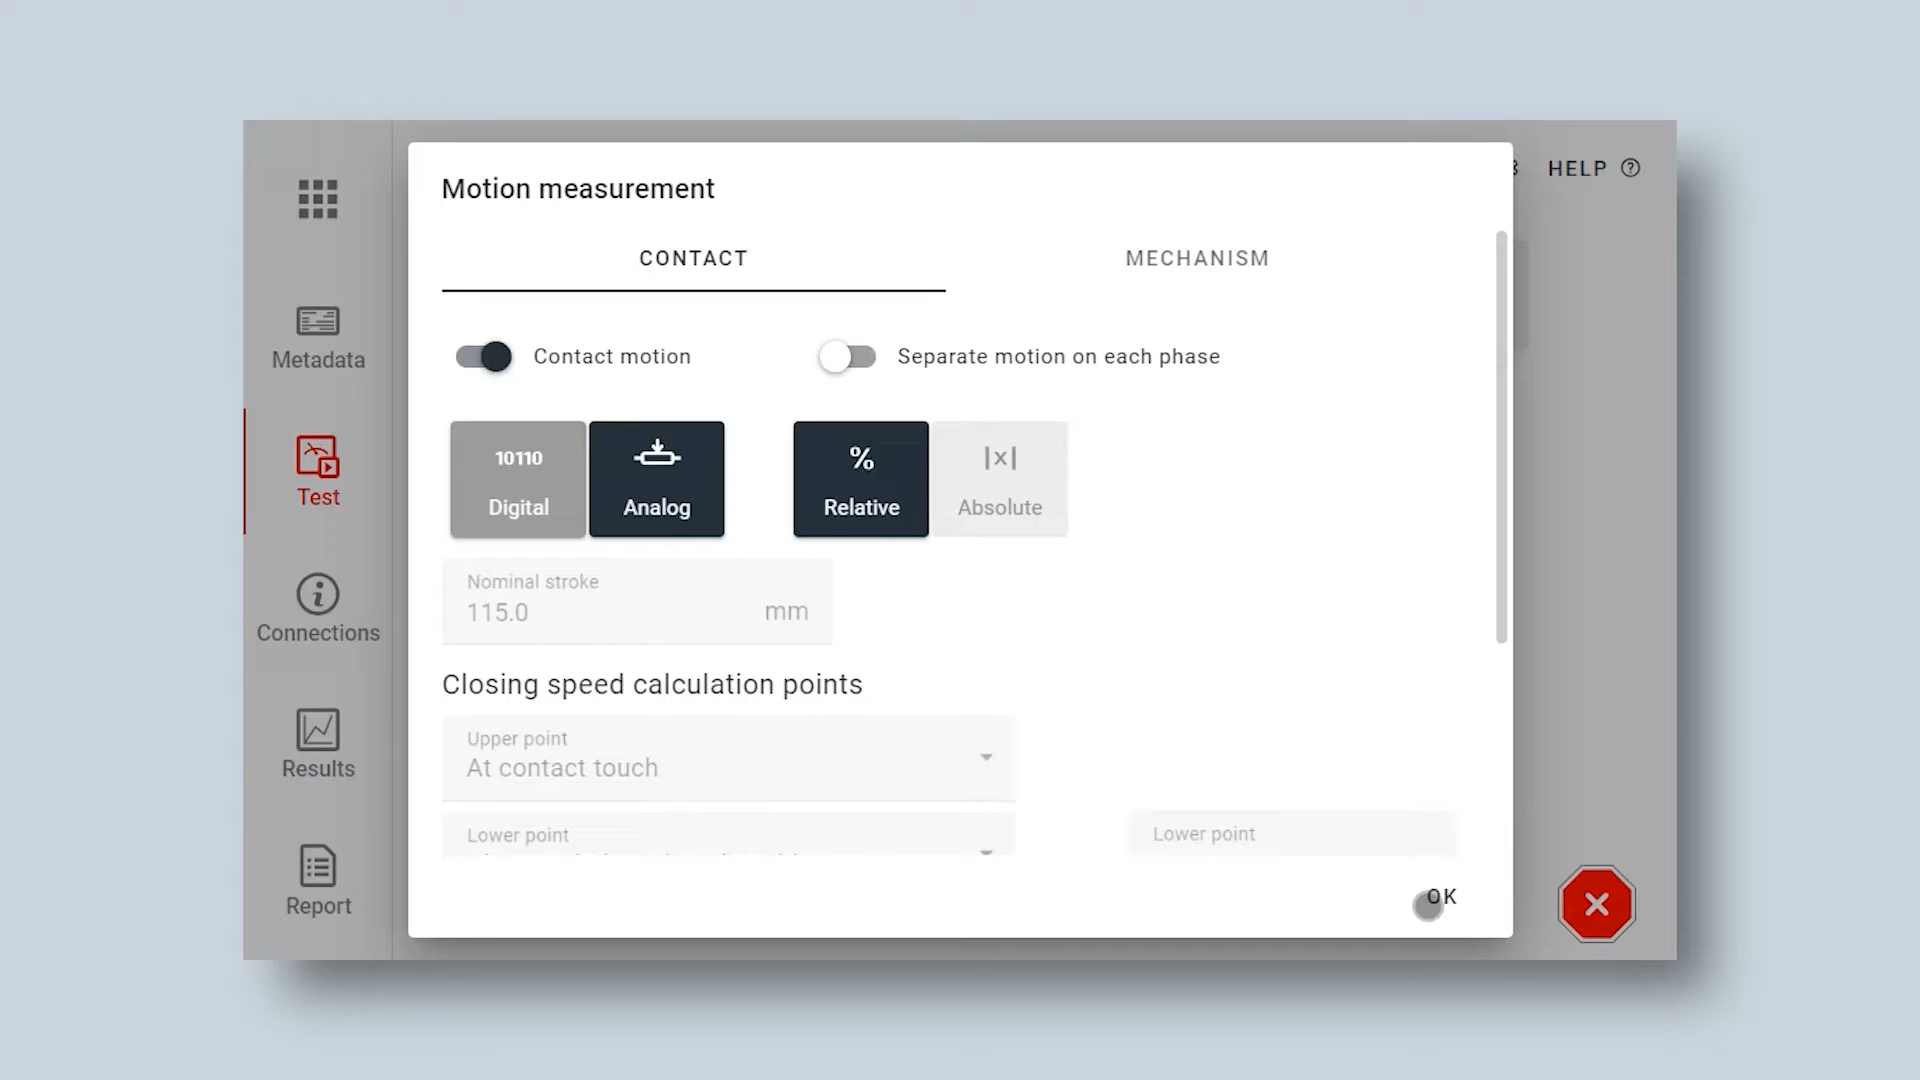 Motion measurement
HELP
CONTACT
MECHANISM
Contact motion
Separate motion on each phase
10110
Digital
Analog
%
Relative
|x|
Absolute
Nominal stroke
115.0
mm
Closing speed calculation points
Upper point
At contact touch
Lower point
Lower point
OK
Metadata
Test
Connections
Results
Report